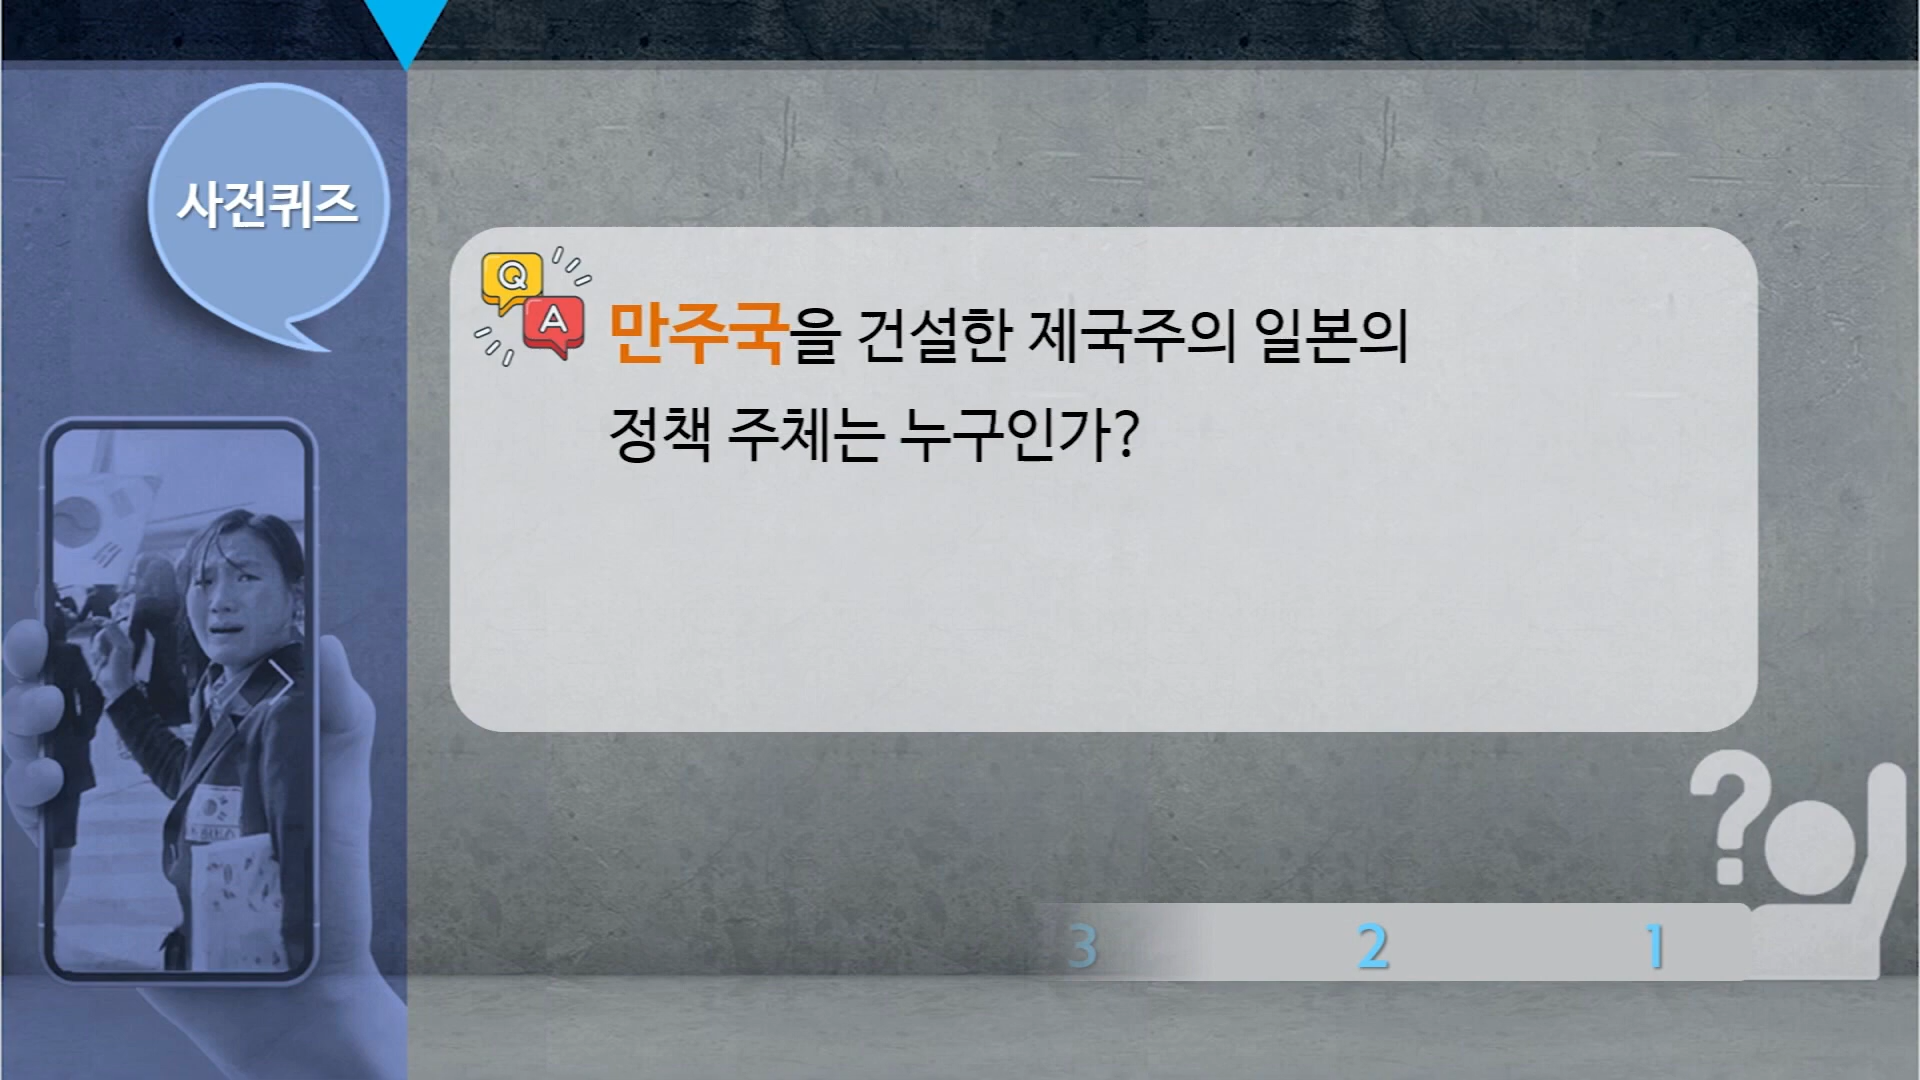 사전퀴즈
Q
A
만주국을 건설한 제국주의 일본의
정책 주체는 누구인가?
?
3 2 1